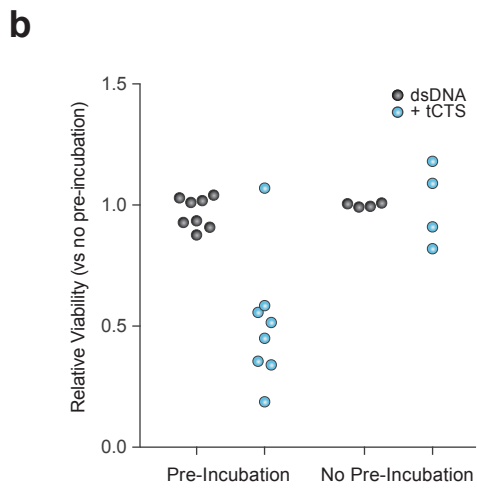 b
1.5
dsDNA
+ tCTS
1.0
0.5
0.0
Relative Viability (vs no pre-incubation)
Pre-Incubation
No Pre-Incubation